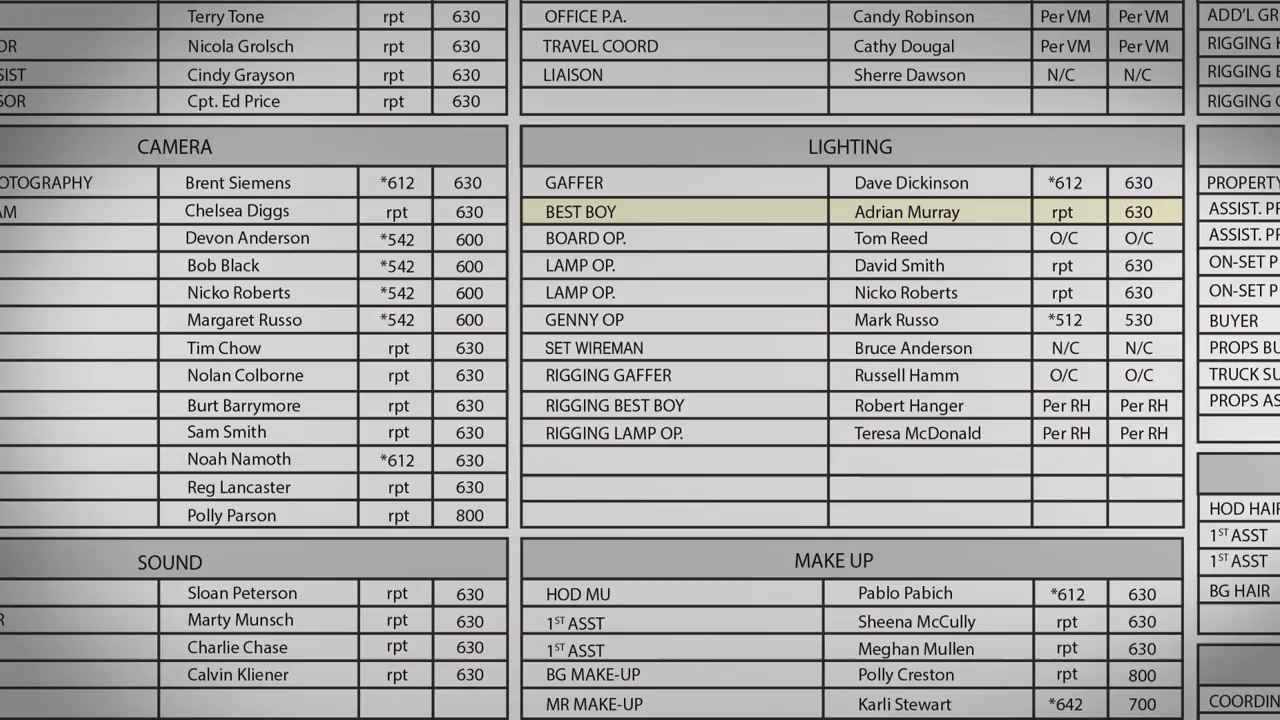 Terry Tone rpt 630
OR Nicola Grolsch rpt 630
SIST Cindy Grayson rpt 630
SOR Cpt. Ed Price rpt 630
OFFICE P.A. Candy Robinson Per VM Per VM
TRAVEL COORD Cathy Dougal Per VM Per VM
LIAISON Sherre Dawson N/C N/C
ADD'L GR
RIGGING K
RIGGING B
RIGGING G
CAMERA
OTOGRAPHY Brent Siemens *612 630
AM Chelsea Diggs rpt 630
Devon Anderson *542 600
Bob Black *542 600
Nicko Roberts *542 600
Margaret Russo *542 600
Tim Chow rpt 630
Nolan Colborne rpt 630
Burt Barrymore rpt 630
Sam Smith rpt 630
Noah Namoth *612 630
Reg Lancaster rpt 630
Polly Parson rpt 800
LIGHTING
GAFFER Dave Dickinson *612 630
BEST BOY Adrian Murray rpt 630
BOARD OP. Tom Reed O/C O/C
LAMP OP. David Smith rpt 630
LAMP OP. Nicko Roberts rpt 630
GENNY OP Mark Russo *512 530
SET WIREMAN Bruce Anderson N/C N/C
RIGGING GAFFER Russell Hamm O/C O/C
RIGGING BEST BOY Robert Hanger Per RH Per RH
RIGGING LAMP OP. Teresa McDonald Per RH Per RH
PROPERTY
ASSIST. PR
ASSIST. PR
ON-SET P
ON-SET P
BUYER
PROPS BU
TRUCK SU
PROPS AS
SOUND
Sloan Peterson rpt 630
R Marty Munsch rpt 630
Charlie Chase rpt 630
Calvin Kliener rpt 630
MAKE UP
HOD MU Pablo Pabich *612 630
1ST ASST Sheena McCully rpt 630
1ST ASST Meghan Mullen rpt 630
BG MAKE-UP Polly Creston rpt 800
MR MAKE-UP Karli Stewart *642 700
HOD HAIR
1ST ASST
1ST ASST
BG HAIR
COORDIN